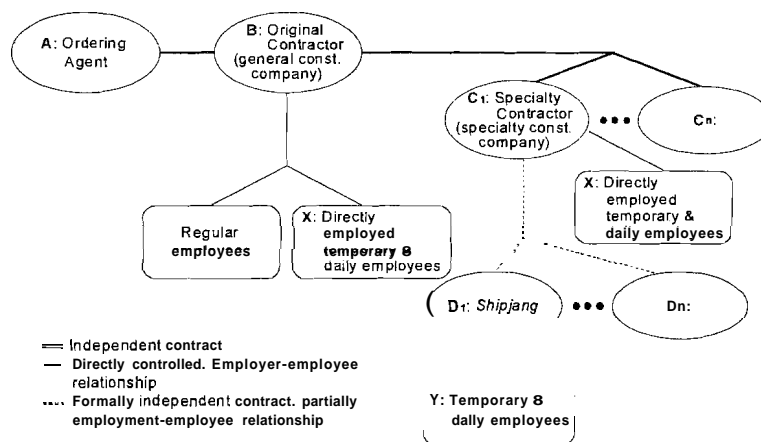 A: Ordering
Agent
B: Original
Contractor
(general const.
company)
C1: Specialty
Contractor
(specialty const.
company)
•••
Cn:
Regular
employees
X: Directly
employed
temporary 8
daily employees
X: Directly
employed
temporary &
daily employees
D1: Shipjang
•••
Dn:
Independent contract
Directly controlled. Employer-employee
relationship
Formally independent contract. partially
employment-employee relationship
Y: Temporary 8
daily employees